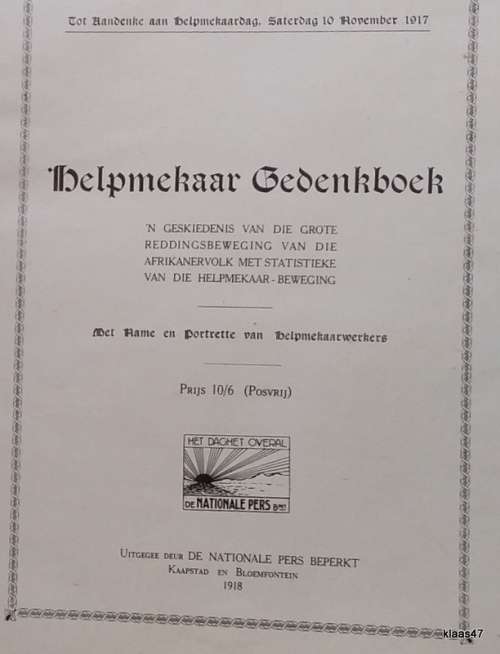 Tot Aandenke aan Helpmekaardag. Saterdag 10 November 1917
Helpmekaar Gedenkboek
'N GESKIEDENIS VAN DIE GROTE
REDDINGSBEWEGING VAN DIE
AFRIKANERVOLK MET STATISTIEKE
VAN DIE HELPMEKAAR-BEWEGING
Met Name en Portrette van Helpmekaarwerkers
PRIJS 10/6 (POSVRIJ)
HET DAGHET OVERAL
DE NATIONALE PERS BPKT
UITGEGEE DEUR DE NATIONALE PERS BEPERKT
KAAPSTAD EN BLOEMFONTEIN
1918
klaas47